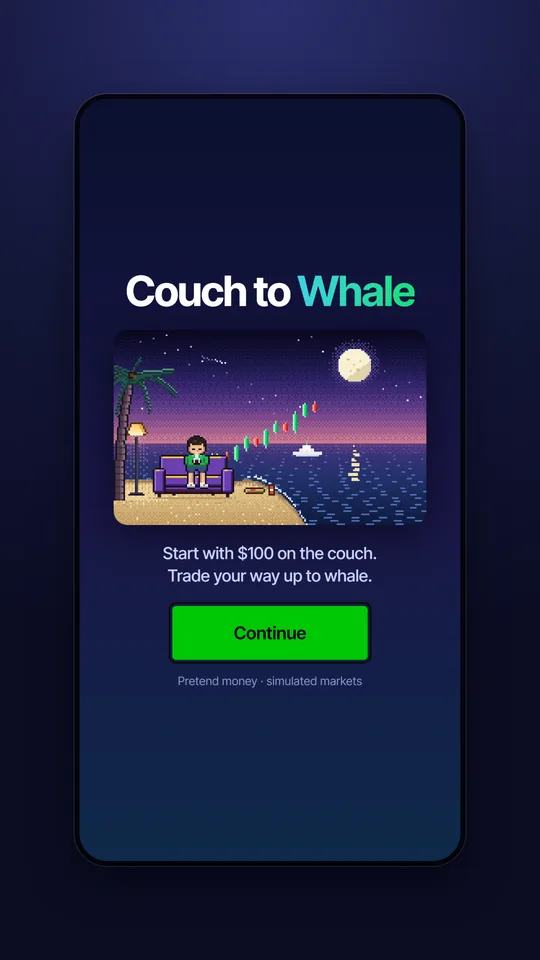 Couch to Whale
Start with $100 on the couch.
Trade your way up to whale.
Continue
Pretend money · simulated markets